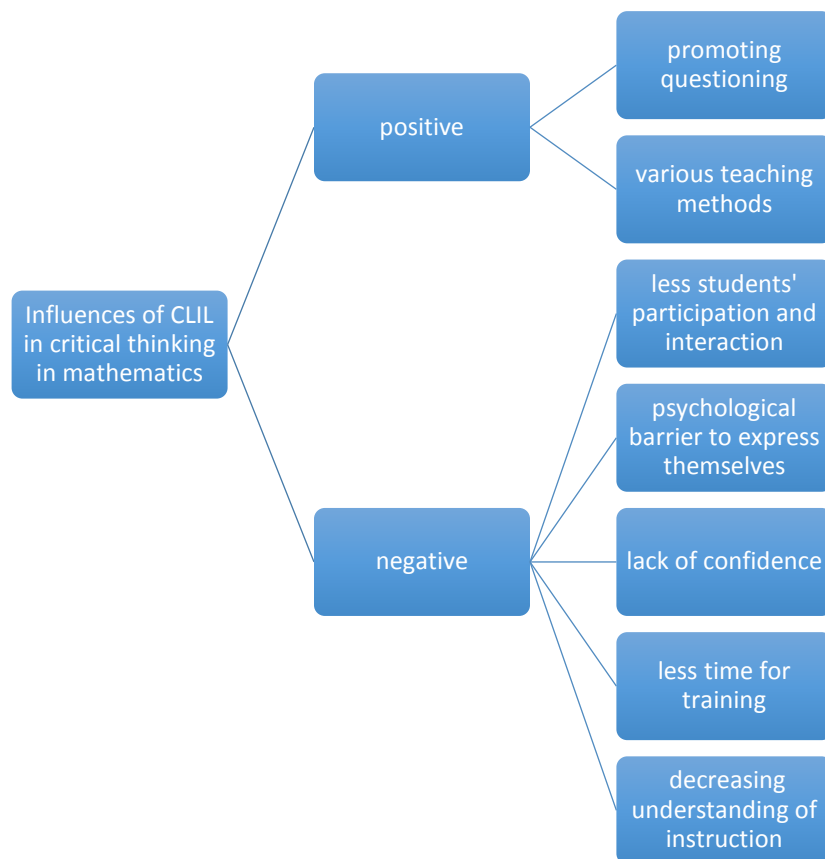 promoting
questioning
positive
various teaching
methods
less students'
participation and
interaction
Influences of CLIL
in critical thinking
in mathematics
psychological
barrier to express
themselves
negative
lack of confidence
less time for
training
decreasing
understanding of
instruction